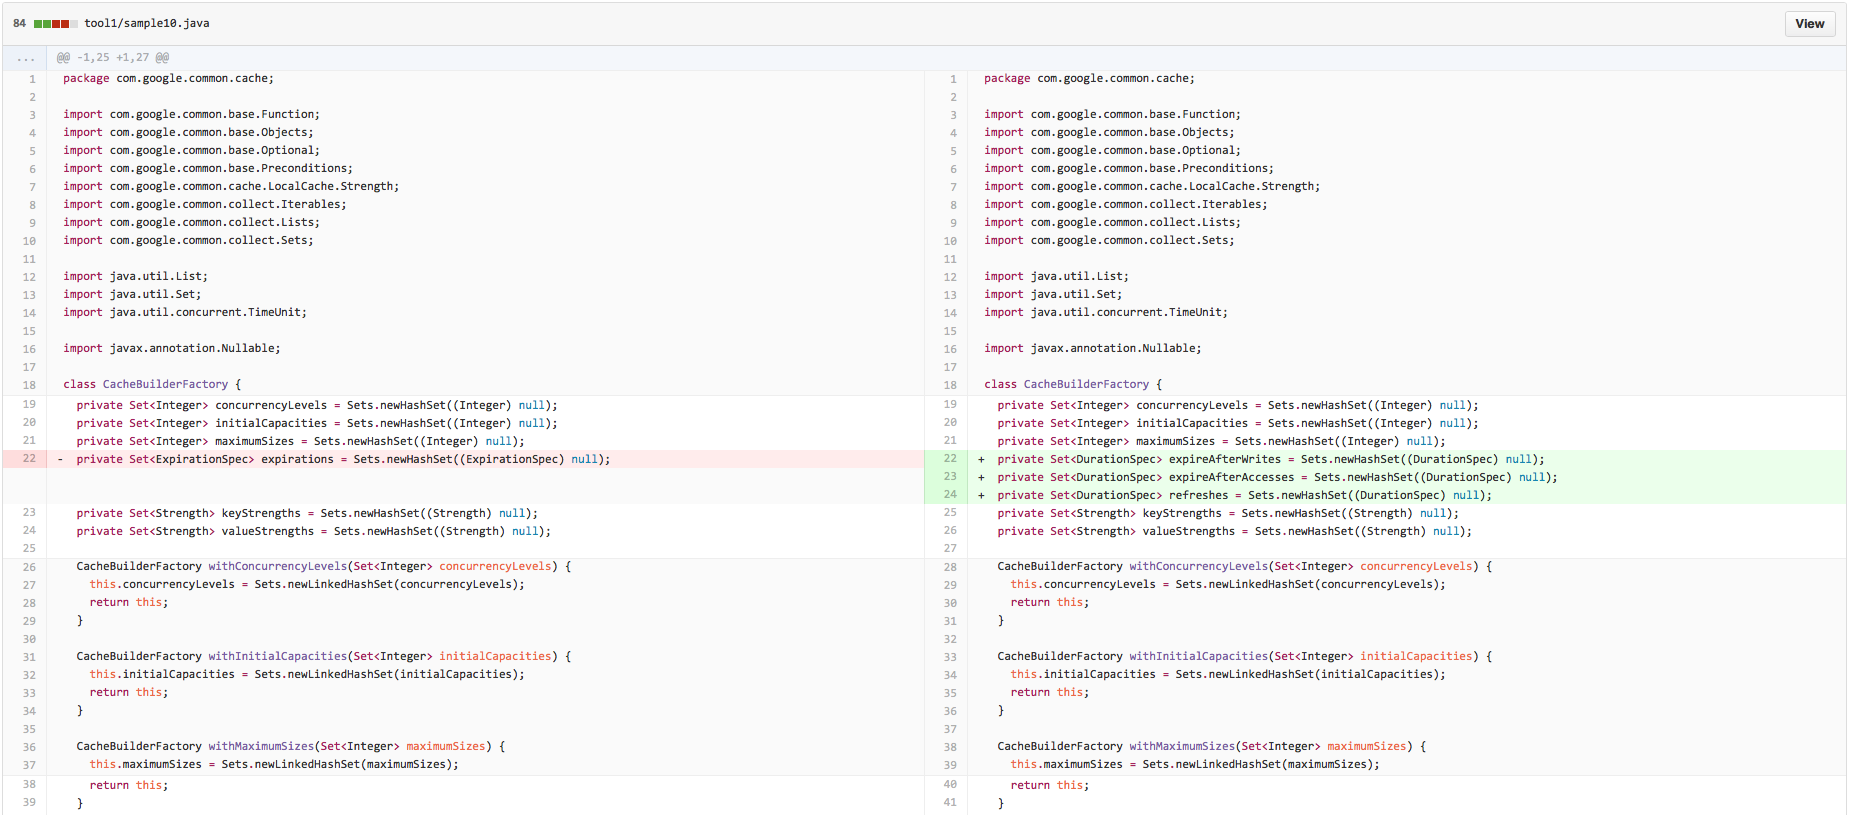 84 tool1/sample10.java
View
... @@ -1,25 +1,27 @@
1 package com.google.common.cache;
2
3 import com.google.common.base.Function;
4 import com.google.common.base.Objects;
5 import com.google.common.base.Optional;
6 import com.google.common.base.Preconditions;
7 import com.google.common.cache.LocalCache.Strength;
8 import com.google.common.collect.Iterables;
9 import com.google.common.collect.Lists;
10 import com.google.common.collect.Sets;
11
12 import java.util.List;
13 import java.util.Set;
14 import java.util.concurrent.TimeUnit;
15
16 import javax.annotation.Nullable;
17
18 class CacheBuilderFactory {
19 private Set<Integer> concurrencyLevels = Sets.newHashSet((Integer) null);
20 private Set<Integer> initialCapacities = Sets.newHashSet((Integer) null);
21 private Set<Integer> maximumSizes = Sets.newHashSet((Integer) null);
22 - private Set<ExpirationSpec> expirations = Sets.newHashSet((ExpirationSpec) null);
23 private Set<Strength> keyStrengths = Sets.newHashSet((Strength) null);
24 private Set<Strength> valueStrengths = Sets.newHashSet((Strength) null);
25
26 CacheBuilderFactory withConcurrencyLevels(Set<Integer> concurrencyLevels) {
27 this.concurrencyLevels = Sets.newLinkedHashSet(concurrencyLevels);
28 return this;
29 }
30
31 CacheBuilderFactory withInitialCapacities(Set<Integer> initialCapacities) {
32 this.initialCapacities = Sets.newLinkedHashSet(initialCapacities);
33 return this;
34 }
35
36 CacheBuilderFactory withMaximumSizes(Set<Integer> maximumSizes) {
37 this.maximumSizes = Sets.newLinkedHashSet(maximumSizes);
38 return this;
39 }
1 package com.google.common.cache;
2
3 import com.google.common.base.Function;
4 import com.google.common.base.Objects;
5 import com.google.common.base.Optional;
6 import com.google.common.base.Preconditions;
7 import com.google.common.cache.LocalCache.Strength;
8 import com.google.common.collect.Iterables;
9 import com.google.common.collect.Lists;
10 import com.google.common.collect.Sets;
11
12 import java.util.List;
13 import java.util.Set;
14 import java.util.concurrent.TimeUnit;
15
16 import javax.annotation.Nullable;
17
18 class CacheBuilderFactory {
19 private Set<Integer> concurrencyLevels = Sets.newHashSet((Integer) null);
20 private Set<Integer> initialCapacities = Sets.newHashSet((Integer) null);
21 private Set<Integer> maximumSizes = Sets.newHashSet((Integer) null);
22 + private Set<DurationSpec> expireAfterWrites = Sets.newHashSet((DurationSpec) null);
23 + private Set<DurationSpec> expireAfterAccesses = Sets.newHashSet((DurationSpec) null);
24 + private Set<DurationSpec> refreshes = Sets.newHashSet((DurationSpec) null);
25 private Set<Strength> keyStrengths = Sets.newHashSet((Strength) null);
26 private Set<Strength> valueStrengths = Sets.newHashSet((Strength) null);
27
28 CacheBuilderFactory withConcurrencyLevels(Set<Integer> concurrencyLevels) {
29 this.concurrencyLevels = Sets.newLinkedHashSet(concurrencyLevels);
30 return this;
31 }
32
33 CacheBuilderFactory withInitialCapacities(Set<Integer> initialCapacities) {
34 this.initialCapacities = Sets.newLinkedHashSet(initialCapacities);
35 return this;
36 }
37
38 CacheBuilderFactory withMaximumSizes(Set<Integer> maximumSizes) {
39 this.maximumSizes = Sets.newLinkedHashSet(maximumSizes);
40 return this;
41 }